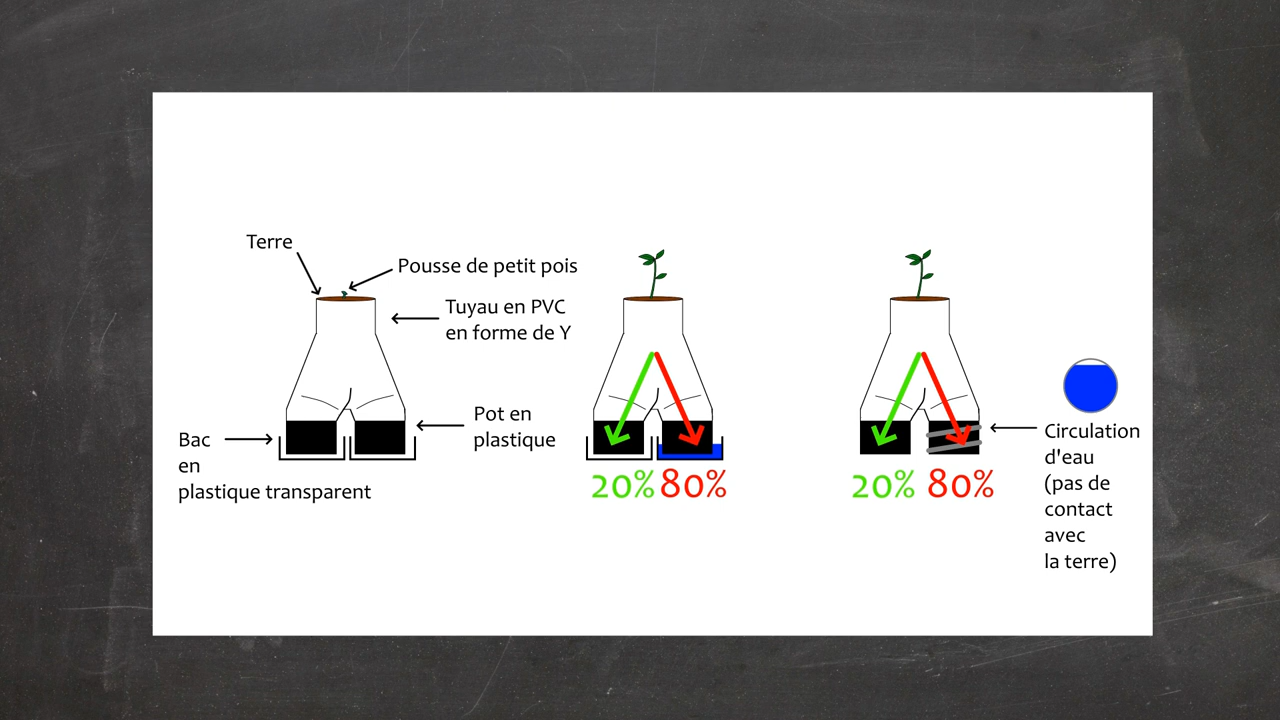 Terre
Pousse de petit pois
Tuyau en PVC
en forme de Y
Pot en
plastique
Bac
en
plastique transparent
20% 80%
20% 80%
Circulation
d'eau
(pas de
contact
avec
la terre)